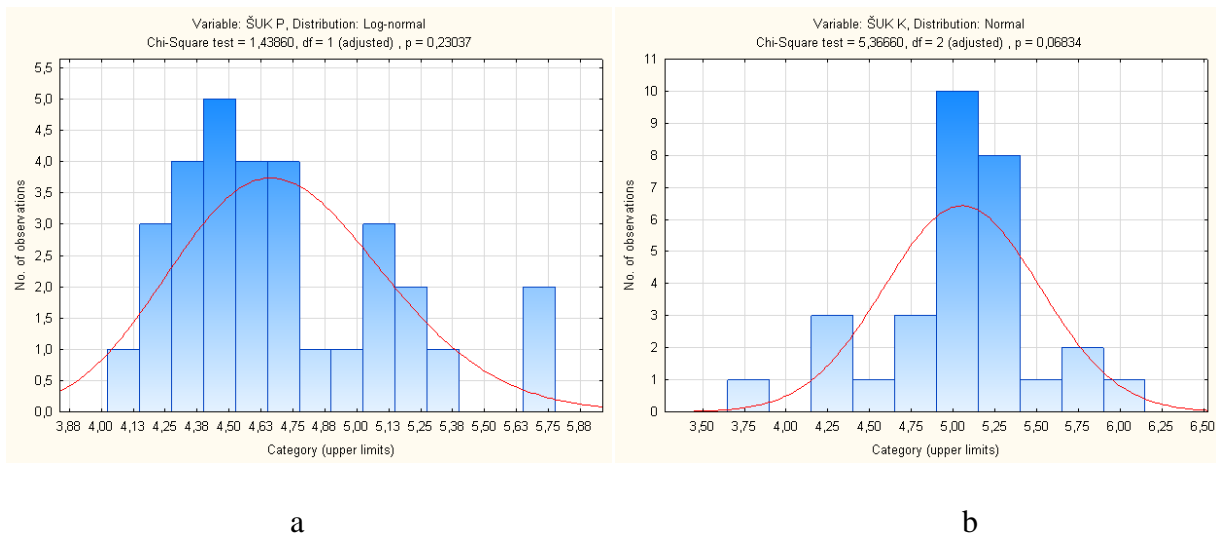 Variable: ŠUK P, Distribution: Log-normal
Chi-Square test = 1,43860, df = 1 (adjusted) , p = 0,23037
5,5
5,0
4,5
4,0
3,5
3,0
2,5
2,0
1,5
1,0
0,5
0,0
No. of observations
3,88 4,00 4,13 4,25 4,38 4,50 4,63 4,75 4,88 5,00 5,13 5,25 5,38 5,50 5,63 5,75 5,88
Category (upper limits)
a
Variable: ŠUK K, Distribution: Normal
Chi-Square test = 5,36660, df = 2 (adjusted) , p = 0,06834
11
10
9
8
7
6
5
4
3
2
1
0
No. of observations
3,50 3,75 4,00 4,25 4,50 4,75 5,00 5,25 5,50 5,75 6,00 6,25 6,50
Category (upper limits)
b